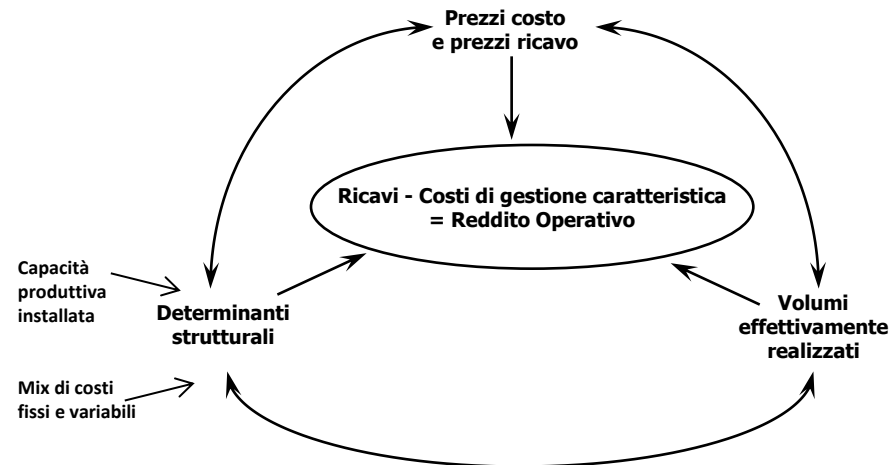 Prezzi costo
e prezzi ricavo
Ricavi - Costi di gestione caratteristica
= Reddito Operativo
Capacità
produttiva
installata
Determinanti
strutturali
Volumi
effettivamente
realizzati
Mix di costi
fissi e variabili